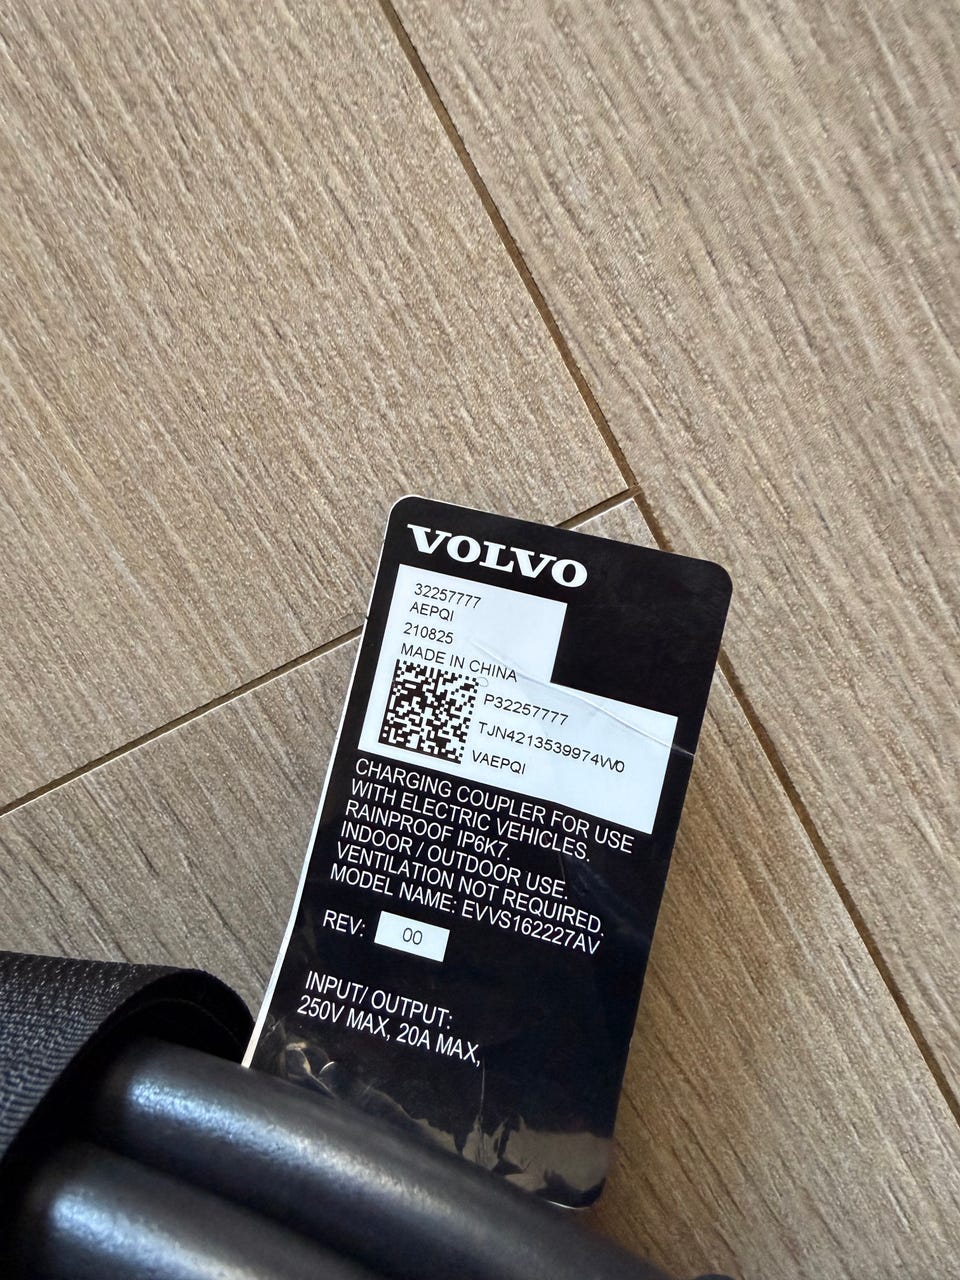 VOLVO
32257777
AEPQI
210825
MADE IN CHINA
P32257777
TJN4213539974W0
VAEPQI
CHARGING COUPLER FOR USE
WITH ELECTRIC VEHICLES.
RAINPROOF IP6K7.
INDOOR / OUTDOOR USE.
VENTILATION NOT REQUIRED.
MODEL NAME: EVVS162227AV
REV: 00
INPUT/ OUTPUT:
250V MAX, 20A MAX,